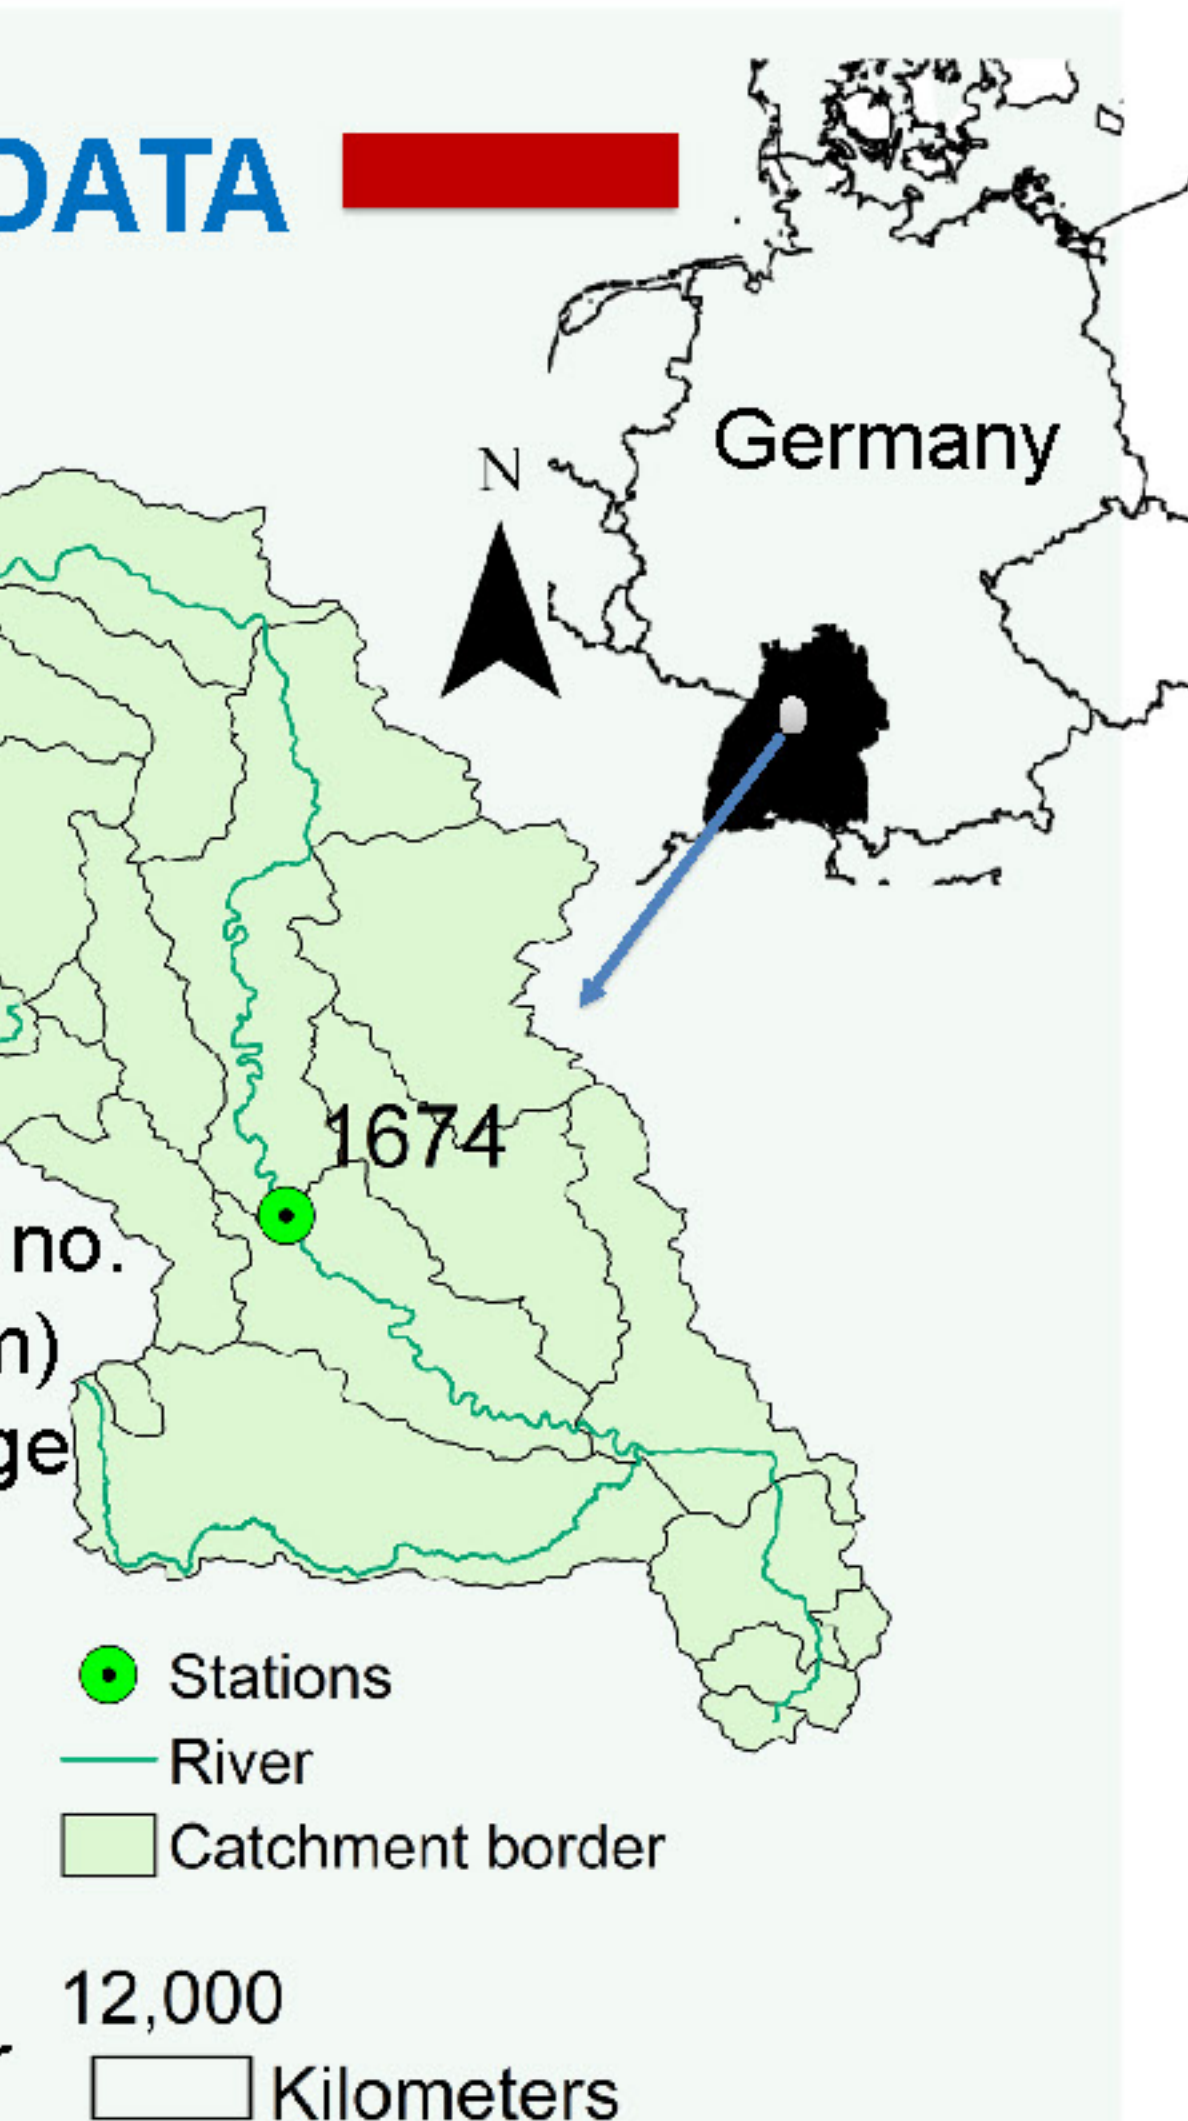 DATA
Germany
N
1674
no.
m)
ge
Stations
River
Catchment border
12,000
r
Kilometers